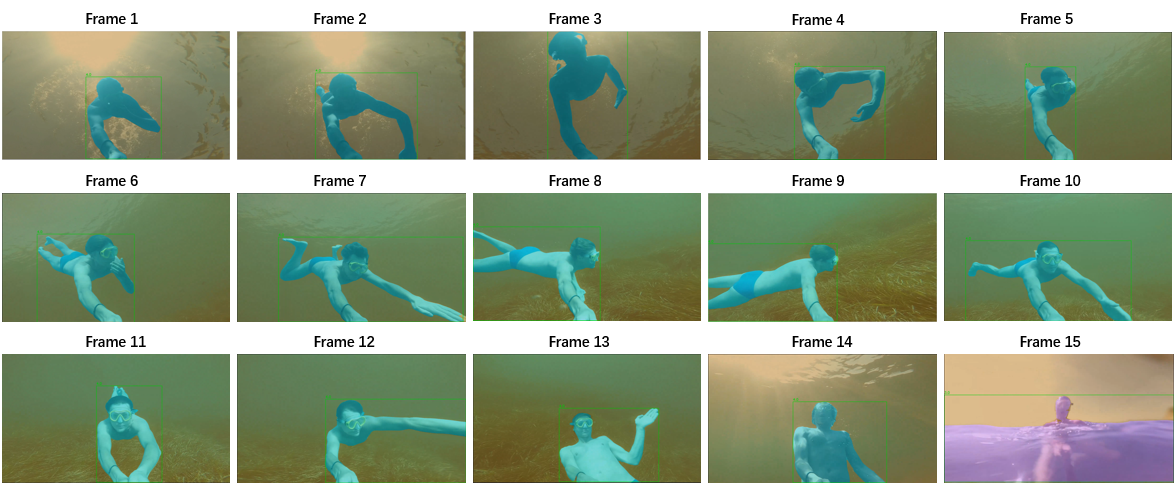 Frame 1
Frame 2
Frame 3
Frame 4
Frame 5
Frame 6
Frame 7
Frame 8
Frame 9
Frame 10
Frame 11
Frame 12
Frame 13
Frame 14
Frame 15